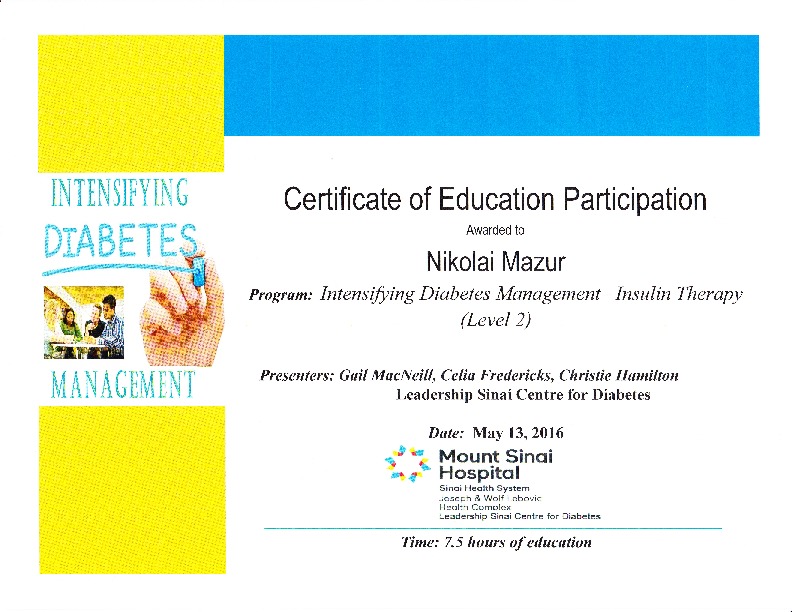 INTENSIFYING
DIABETES
MANAGEMENT
Certificate of Education Participation
Awarded to
Nikolai Mazur
Program: Intensifying Diabetes Management Insulin Therapy
(Level 2)
Presenters: Gail MacNeill, Celia Fredericks, Christie Hamilton
Leadership Sinai Centre for Diabetes
Date: May 13, 2016
Mount Sinai
Hospital
Sinai Health System
Joseph & Wolf Lebovic
Health Complex
Leadership Sinai Centre for Diabetes
Time: 7.5 hours of education